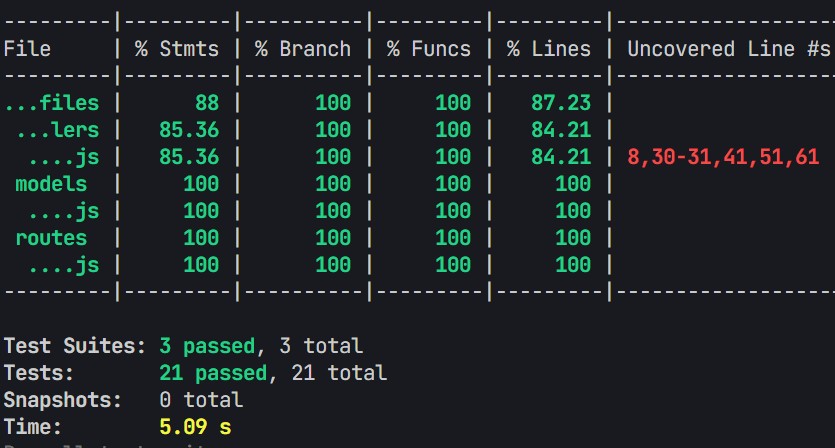 ---------|---------|----------|---------|---------|-------------------
File     | % Stmts | % Branch | % Funcs | % Lines | Uncovered Line #s
---------|---------|----------|---------|---------|-------------------
...files |      88 |      100 |     100 |   87.23 |
 ...lers |   85.36 |      100 |     100 |   84.21 |
  ....js |   85.36 |      100 |     100 |   84.21 | 8,30-31,41,51,61
 models  |     100 |      100 |     100 |     100 |
  ....js |     100 |      100 |     100 |     100 |
 routes  |     100 |      100 |     100 |     100 |
  ....js |     100 |      100 |     100 |     100 |
---------|---------|----------|---------|---------|-------------------
Test Suites: 3 passed, 3 total
Tests:       21 passed, 21 total
Snapshots:   0 total
Time:        5.09 s